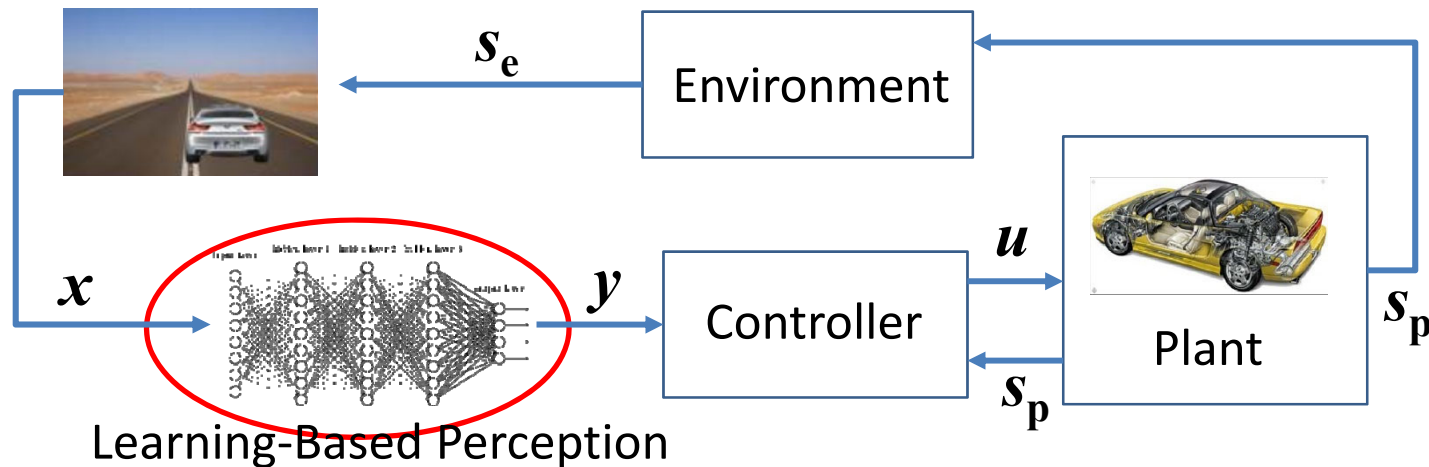 s_e
Environment
x
y
Controller
u
s_p
Plant
s_p
Learning-Based Perception